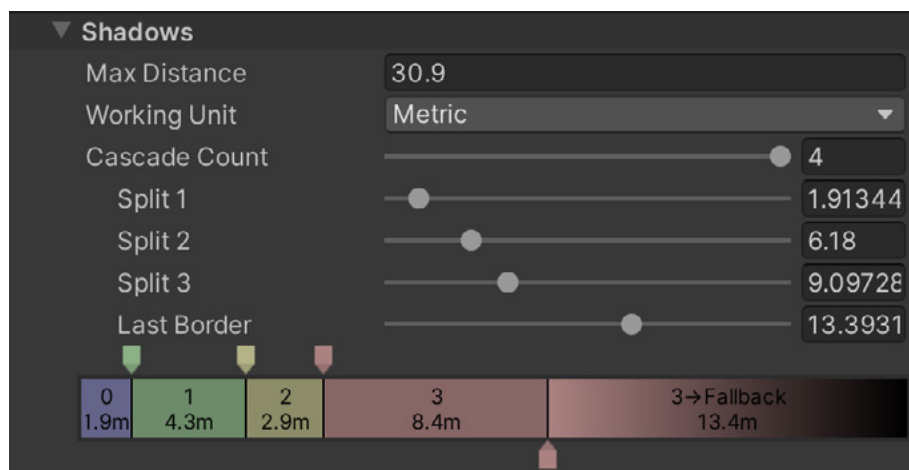 Shadows
Max Distance 30.9
Working Unit Metric
Cascade Count 4
Split 1 1.91344
Split 2 6.18
Split 3 9.09728
Last Border 13.3931
0 1 2 3 3→Fallback
1.9m 4.3m 2.9m 8.4m 13.4m